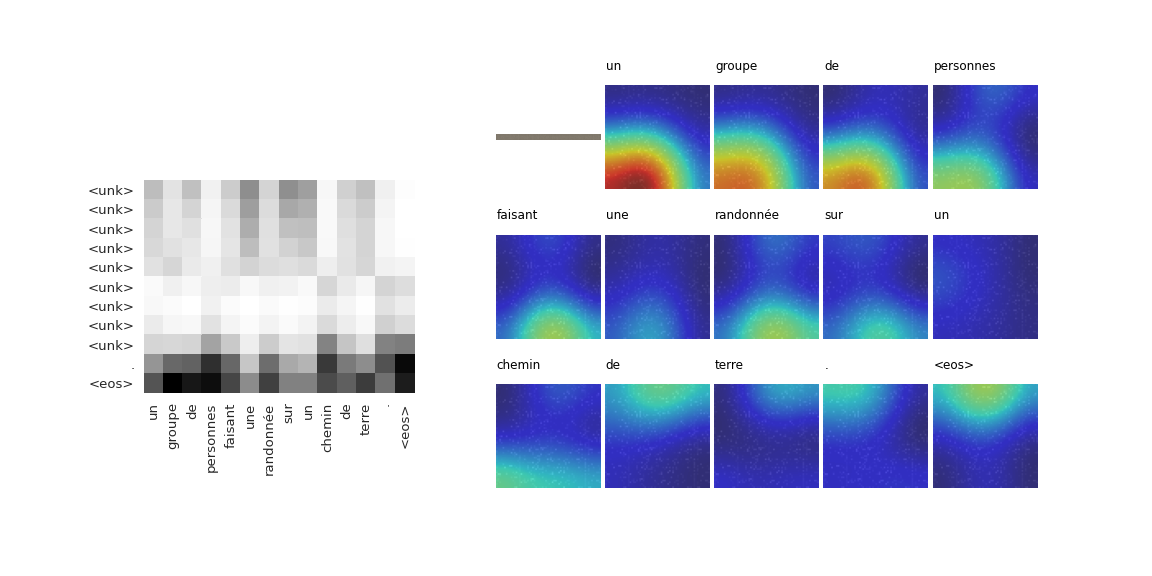 <unk>
<unk>
<unk>
<unk>
<unk>
<unk>
<unk>
<unk>
<unk>
.
<eos>
un groupe de personnes faisant une randonnée sur un chemin de terre . <eos>
un groupe de personnes
faisant une randonnée sur un
chemin de terre . <eos>